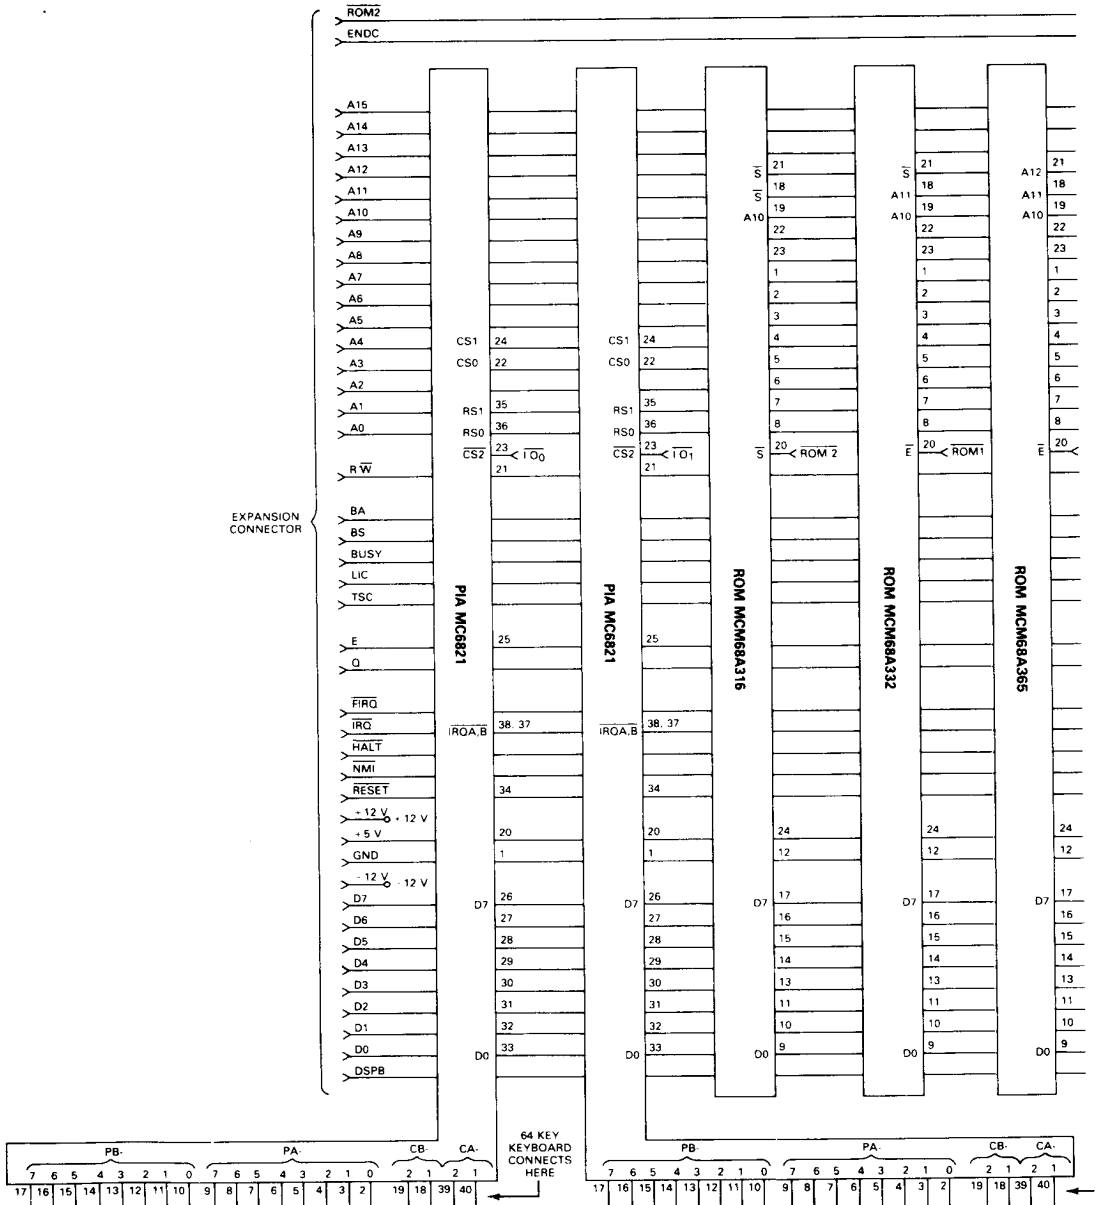 ROM2
ENDC
A15
A14
A13
A12
A11
A10
A9
A8
A7
A6
A5
A4
A3
A2
A1
A0
R W
EXPANSION
CONNECTOR
BA
BS
BUSY
LIC
TSC
E
Q
FIRQ
IRQ
HALT
NMI
RESET
+ 12 V + 12 V
+ 5 V
GND
- 12 V - 12 V
D7
D6
D5
D4
D3
D2
D1
D0
DSPB
PIA MC6821
CS1 24
CS0 22
RS1 35
RS0 36
CS2 23 I O0
21
25
IRQA,B 38, 37
34
20
1
D7 26
27
28
29
30
31
32
D0 33
PIA MC6821
CS1 24
CS0 22
RS1 35
RS0 36
CS2 23 I O1
21
25
IRQA,B 38, 37
34
20
1
D7 26
27
28
29
30
31
32
D0 33
ROM MCM68A316
S 21
S 18
A10 19
22
23
1
2
3
4
5
6
7
8
S 20 ROM 2
24
12
D7 17
16
15
14
13
11
10
D0 9
ROM MCM68A332
S 21
A11 18
A10 19
22
23
1
2
3
4
5
6
7
8
E 20 ROM1
24
12
D7 17
16
15
14
13
11
10
D0 9
ROM MCM68A365
A12 21
A11 18
A10 19
22
23
1
2
3
4
5
6
7
8
E 20
24
12
D7 17
16
15
14
13
11
10
D0 9
PB- PA- CB- CA-
7 6 5 4 3 2 1 0 7 6 5 4 3 2 1 0 2 1 2 1
17 16 15 14 13 12 11 10 9 8 7 6 5 4 3 2 19 18 39 40
64 KEY
KEYBOARD
CONNECTS
HERE
PB- PA- CB- CA-
7 6 5 4 3 2 1 0 7 6 5 4 3 2 1 0 2 1 2 1
17 16 15 14 13 12 11 10 9 8 7 6 5 4 3 2 19 18 39 40